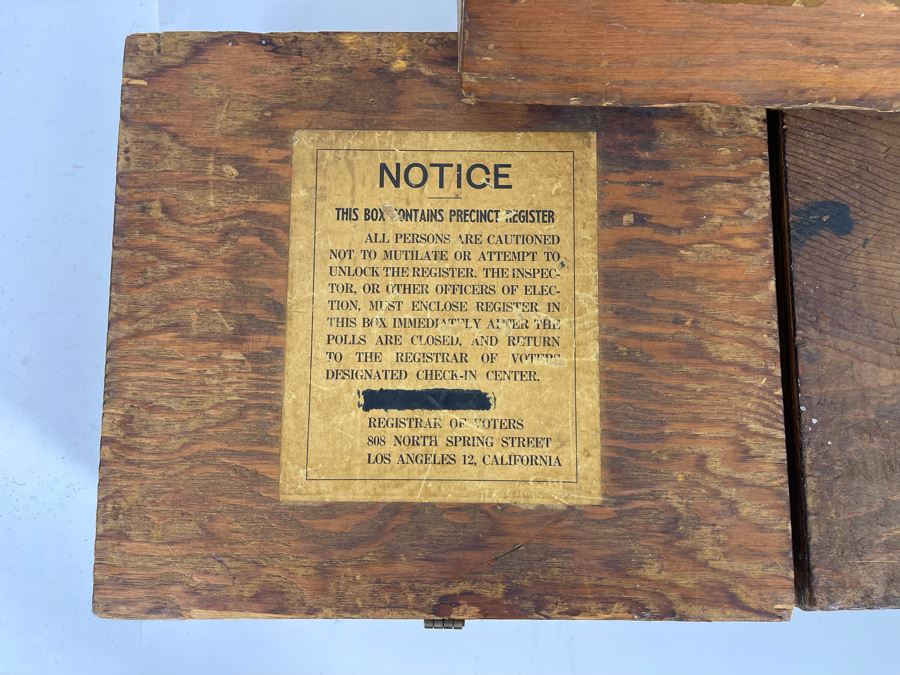 NOTICE
THIS BOX CONTAINS PRECINCT REGISTER
ALL PERSONS ARE CAUTIONED
NOT TO MUTILATE OR ATTEMPT TO
UNLOCK THE REGISTER. THE INSPEC-
TOR, OR OTHER OFFICERS OF ELEC-
TION, MUST ENCLOSE REGISTER IN
THIS BOX IMMEDIATELY AFTER THE
POLLS ARE CLOSED, AND RETURN
TO THE REGISTRAR OF VOTERS
DESIGNATED CHECK-IN CENTER.
REGISTRAR OF VOTERS
808 NORTH SPRING STREET
LOS ANGELES 12, CALIFORNIA